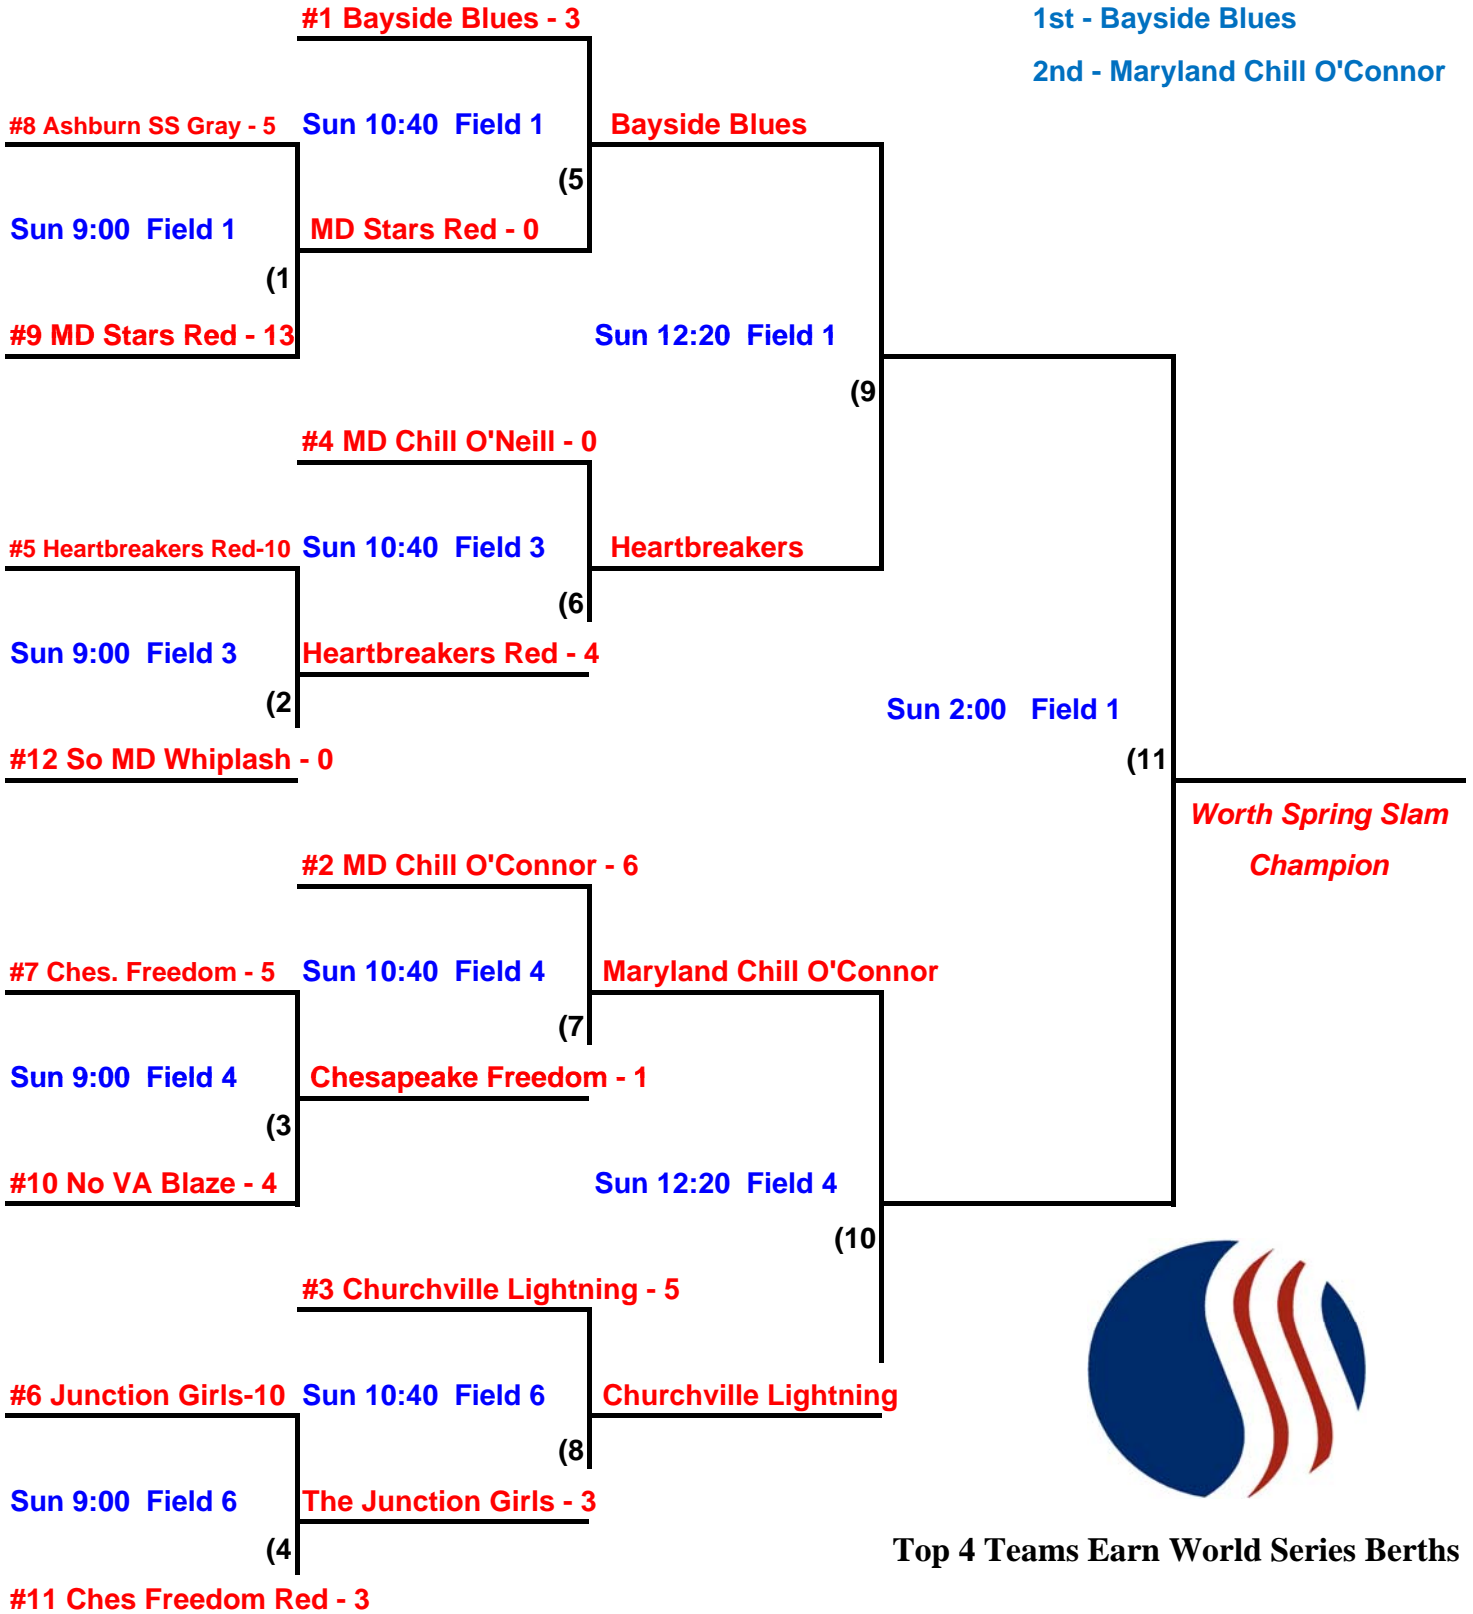 #1 Bayside Blues - 3
1st - Bayside Blues
2nd - Maryland Chill O'Connor
#8 Ashburn SS Gray - 5
Sun 10:40 Field 1
Bayside Blues
(5
Sun 9:00 Field 1
MD Stars Red - 0
(1
#9 MD Stars Red - 13
Sun 12:20 Field 1
(9
#4 MD Chill O'Neill - 0
#5 Heartbreakers Red-10
Sun 10:40 Field 3
Heartbreakers
(6
Sun 9:00 Field 3
Heartbreakers Red - 4
(2
Sun 2:00 Field 1
#12 So MD Whiplash - 0
(11
Worth Spring Slam
Champion
#2 MD Chill O'Connor - 6
#7 Ches. Freedom - 5
Sun 10:40 Field 4
Maryland Chill O'Connor
(7
Sun 9:00 Field 4
Chesapeake Freedom - 1
(3
#10 No VA Blaze - 4
Sun 12:20 Field 4
(10
#3 Churchville Lightning - 5
#6 Junction Girls-10
Sun 10:40 Field 6
Churchville Lightning
(8
Sun 9:00 Field 6
The Junction Girls - 3
(4
Top 4 Teams Earn World Series Berths
#11 Ches Freedom Red - 3